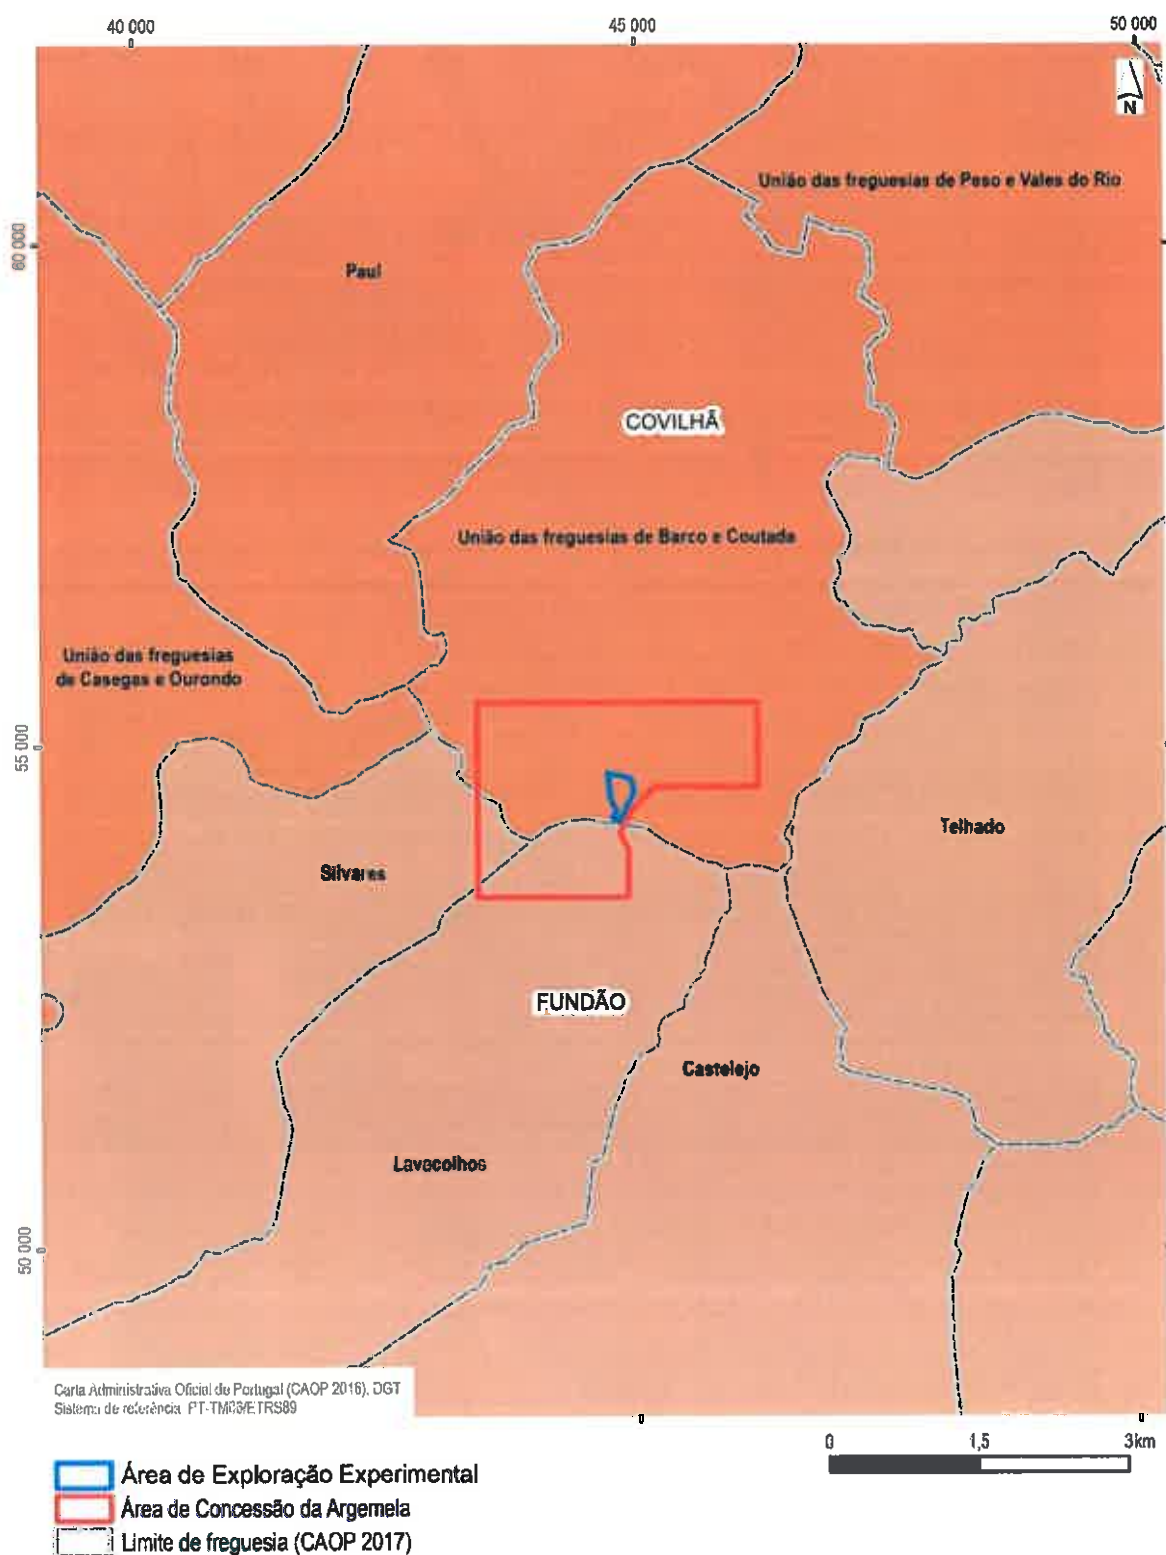 40 000 45 000 50 000
N
União das freguesias de Peso e Vales do Rio
60 000
Paul
COVILHÃ
União das freguesias de Barco e Coutada
União das freguesias
de Casegas e Ourondo
55 000
Telhado
Silvares
FUNDÃO
Castelejo
Lavacolhos
50 000
Carta Administrativa Oficial de Portugal (CAOP 2016), DGT
Sistema de referência PT-TM06/ETRS89
0 1,5 3km
Área de Exploração Experimental
Área de Concessão da Argemela
Limite de freguesia (CAOP 2017)